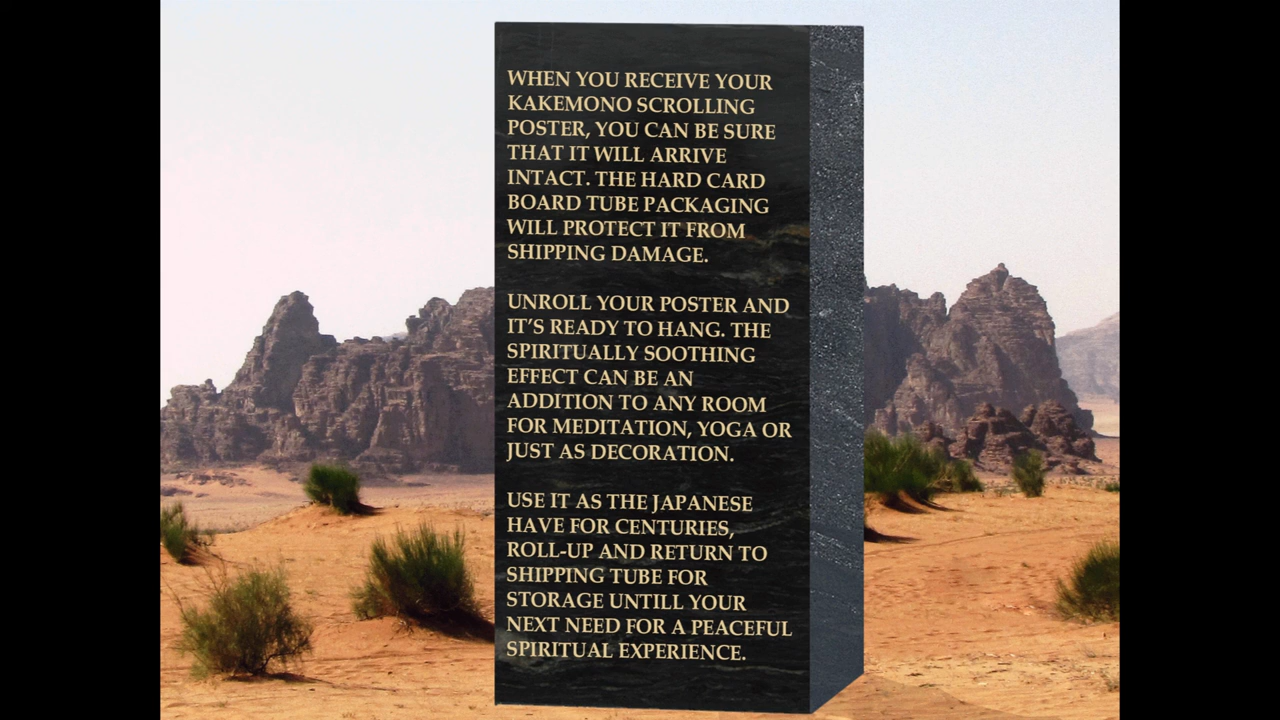 WHEN YOU RECEIVE YOUR
KAKEMONO SCROLLING
POSTER, YOU CAN BE SURE
THAT IT WILL ARRIVE
INTACT. THE HARD CARD
BOARD TUBE PACKAGING
WILL PROTECT IT FROM
SHIPPING DAMAGE.
UNROLL YOUR POSTER AND
IT'S READY TO HANG. THE
SPIRITUALLY SOOTHING
EFFECT CAN BE AN
ADDITION TO ANY ROOM
FOR MEDITATION, YOGA OR
JUST AS DECORATION.
USE IT AS THE JAPANESE
HAVE FOR CENTURIES,
ROLL-UP AND RETURN TO
SHIPPING TUBE FOR
STORAGE UNTILL YOUR
NEXT NEED FOR A PEACEFUL
SPIRITUAL EXPERIENCE.